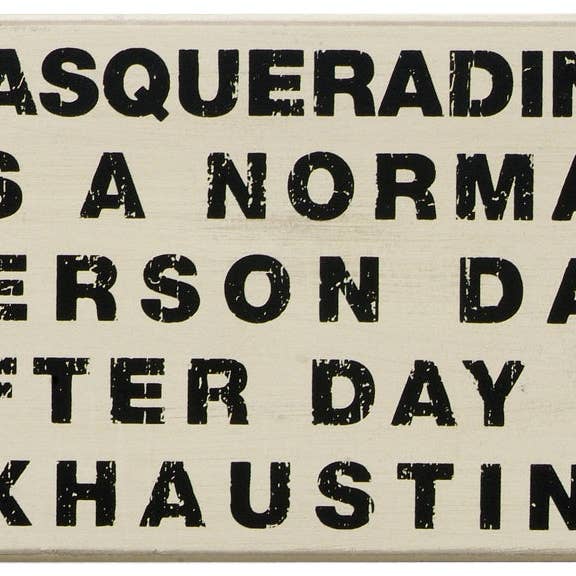 ASQUERADIN
S A NORMA
ERSON DA
FTER DAY I
XHAUSTIN